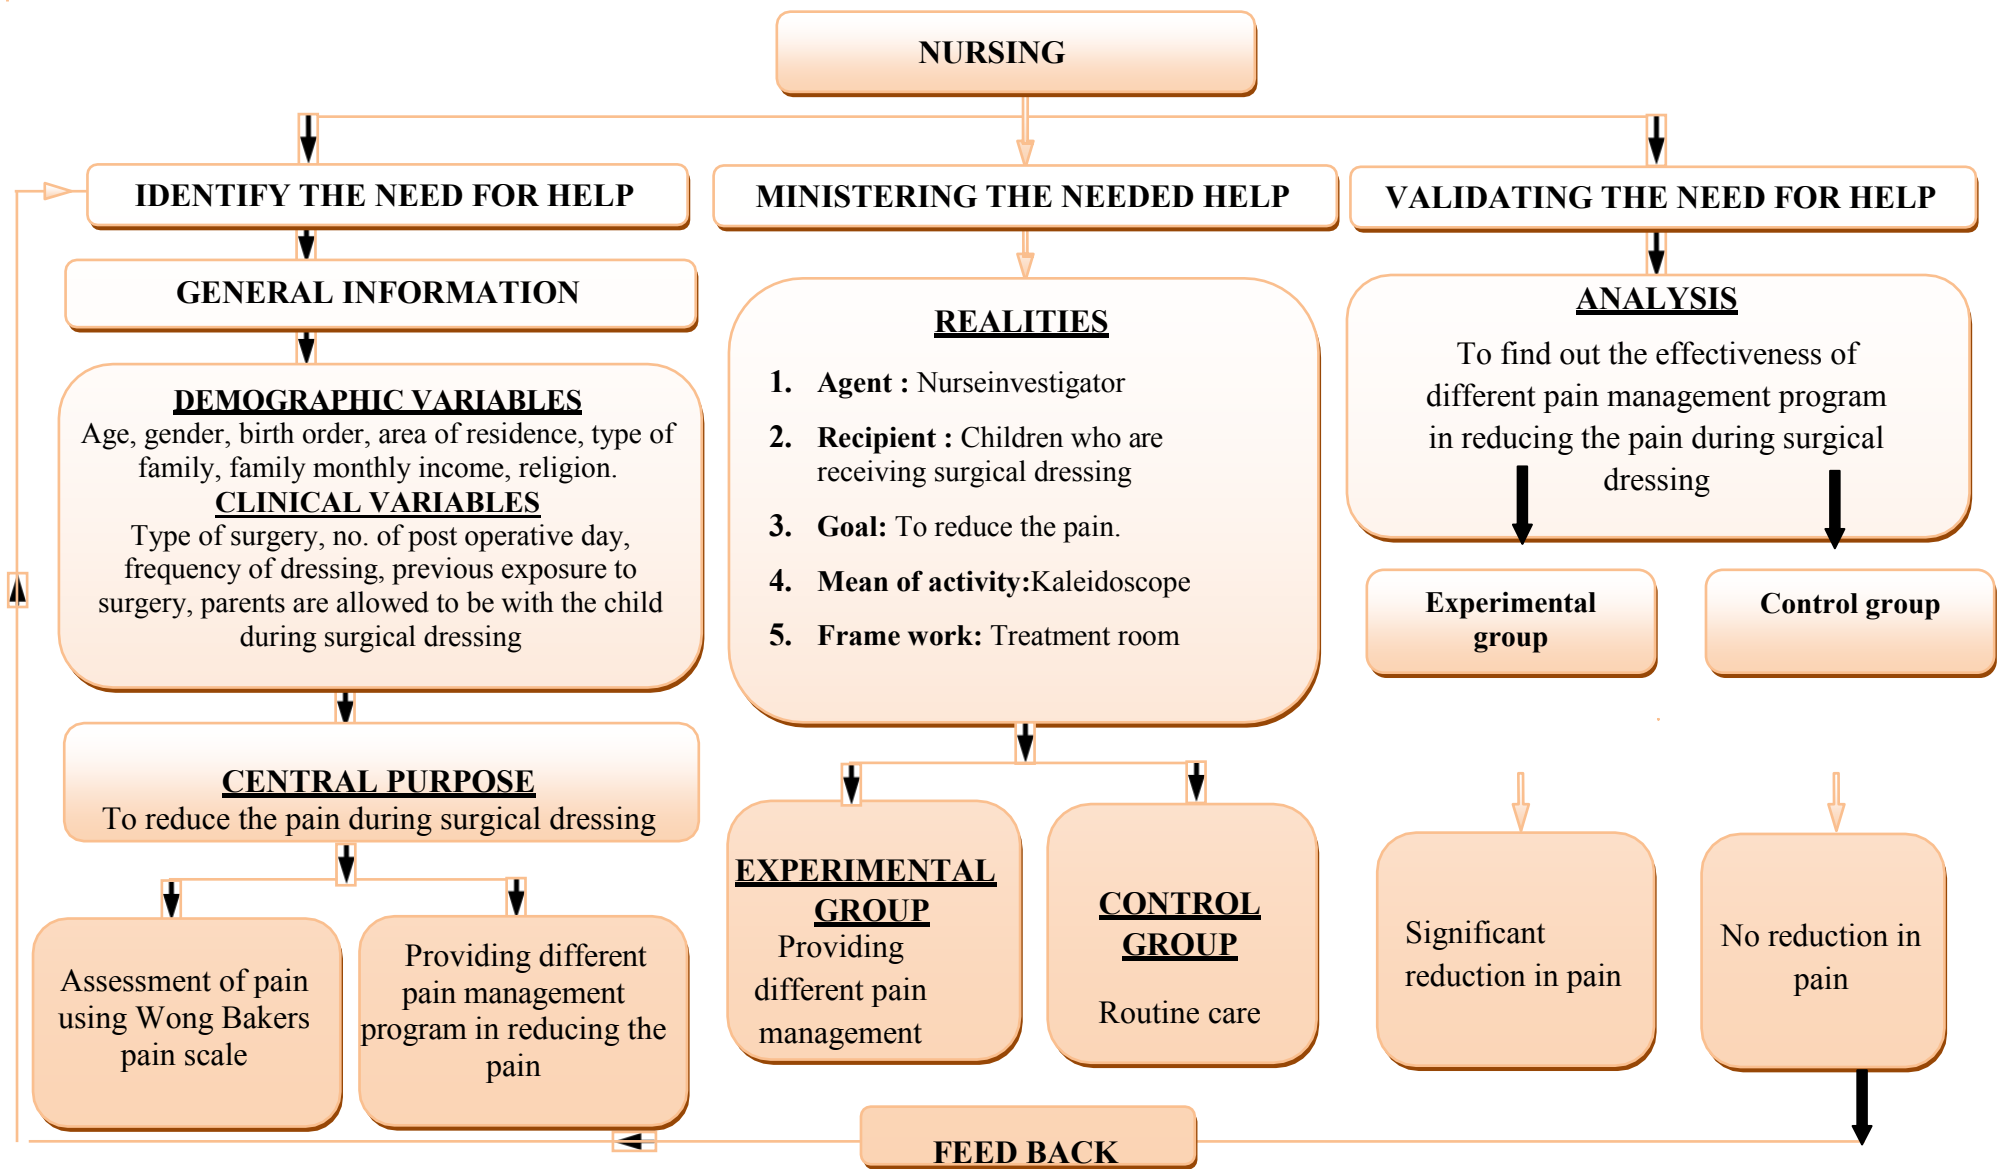 NURSING
IDENTIFY THE NEED FOR HELP
GENERAL INFORMATION
DEMOGRAPHIC VARIABLES
Age, gender, birth order, area of residence, type of
family, family monthly income, religion.
CLINICAL VARIABLES
Type of surgery, no. of post operative day,
frequency of dressing, previous exposure to
surgery, parents are allowed to be with the child
during surgical dressing
CENTRAL PURPOSE
To reduce the pain during surgical dressing
Assessment of pain
using Wong Bakers
pain scale
Providing different
pain management
program in reducing the
pain
MINISTERING THE NEEDED HELP
REALITIES
1. Agent : Nurseinvestigator
2. Recipient : Children who are
receiving surgical dressing
3. Goal: To reduce the pain.
4. Mean of activity:Kaleidoscope
5. Frame work: Treatment room
EXPERIMENTAL
GROUP
Providing
different pain
management
CONTROL
GROUP
Routine care
VALIDATING THE NEED FOR HELP
ANALYSIS
To find out the effectiveness of
different pain management program
in reducing the pain during surgical
dressing
Experimental
group
Control group
Significant
reduction in pain
No reduction in
pain
FEED BACK